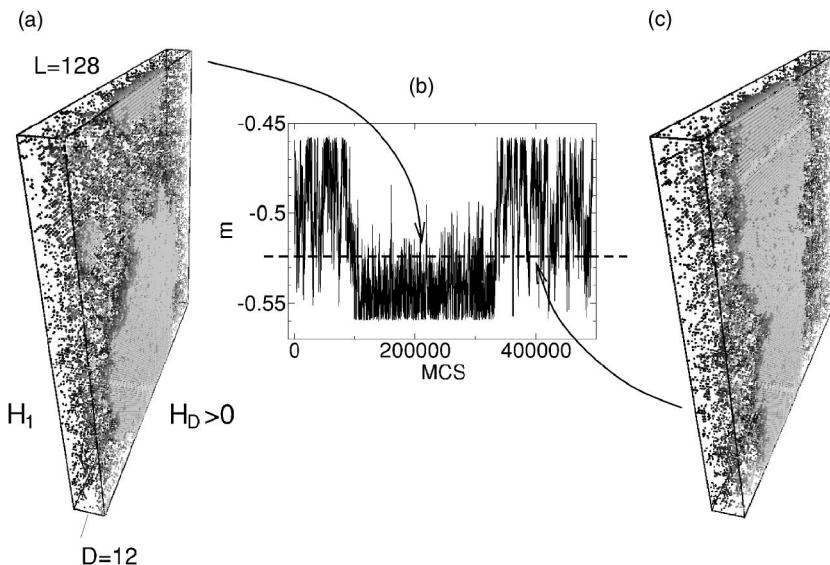 (a)
(c)
L=128
(b)
-0.45
-0.5
m
-0.55
0
200000
400000
MCS
H1
HD>0
D=12